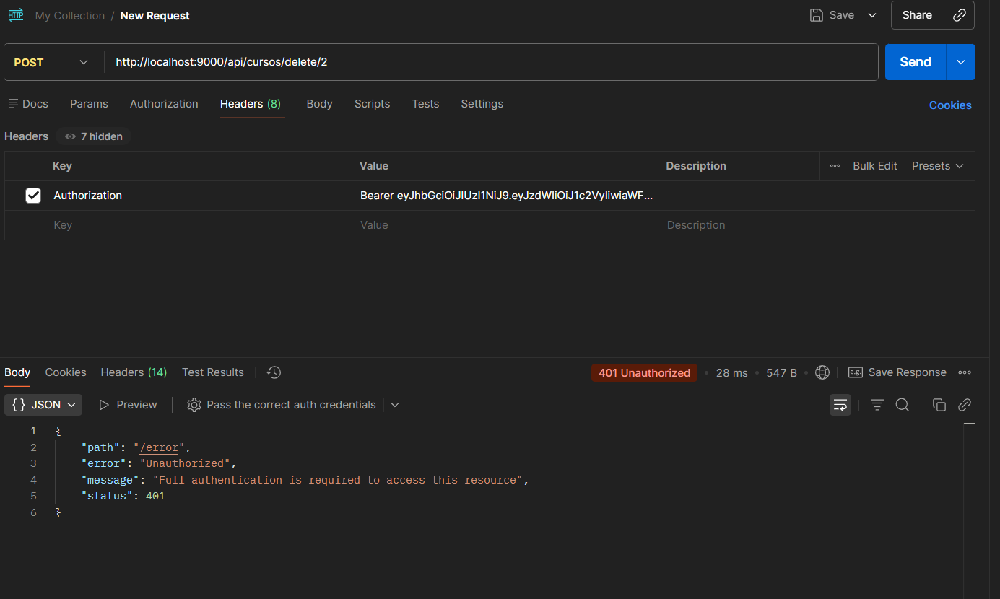 HTTP My Collection / New Request Save Share
POST http://localhost:9000/api/cursos/delete/2 Send
Docs Params Authorization Headers (8) Body Scripts Tests Settings Cookies
Headers 7 hidden
Key Value Description Bulk Edit Presets
Authorization Bearer eyJhbGciOiJIUzI1NiJ9.eyJzdWIiOiJ1c2VyIiwiaWF...
Key Value Description
Body Cookies Headers (14) Test Results 401 Unauthorized • 28 ms • 547 B • e.g. Save Response
{} JSON Preview Pass the correct auth credentials
1 {
2 "path": "/error",
3 "error": "Unauthorized",
4 "message": "Full authentication is required to access this resource",
5 "status": 401
6 }